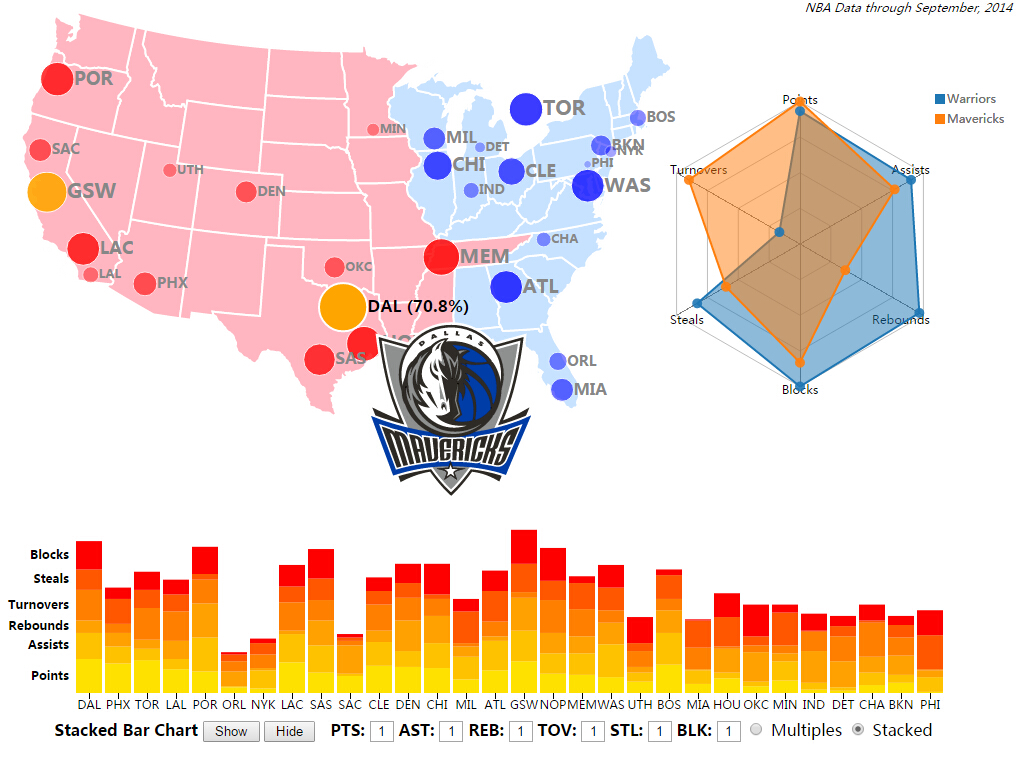 NBA Data through September, 2014
POR
SAC
GSW
LAC
LAL
PHX
UTH
DEN
MIN
OKC
DAL (70.8%)
SAS
MEM
MIL
CHI
DET
IND
TOR
CLE
BOS
BKN
NYK
PHI
WAS
CHA
ATL
ORL
MIA
DALLAS
MAVERICKS
Points
Assists
Rebounds
Blocks
Steals
Turnovers
Warriors
Mavericks
Blocks
Steals
Turnovers
Rebounds
Assists
Points
DAL PHX TOR LAL POR ORL NYK LAC SAS SAC CLE DEN CHI MIL ATL GSW NOP MEM WAS UTH BOS MIA HOU OKC MIN IND DET CHA BKN PHI
Stacked Bar Chart Show Hide PTS: 1 AST: 1 REB: 1 TOV: 1 STL: 1 BLK: 1 Multiples Stacked